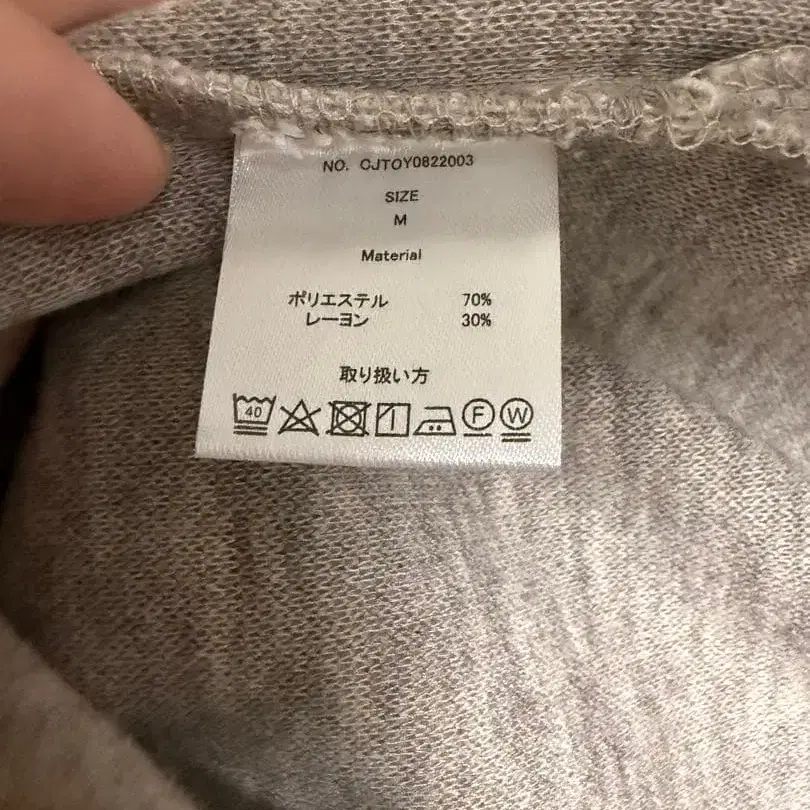 NO. CJTOY0822003
SIZE
M
Material
ポリエステル 70%
レーヨン 30%
取り扱い方
40 F W